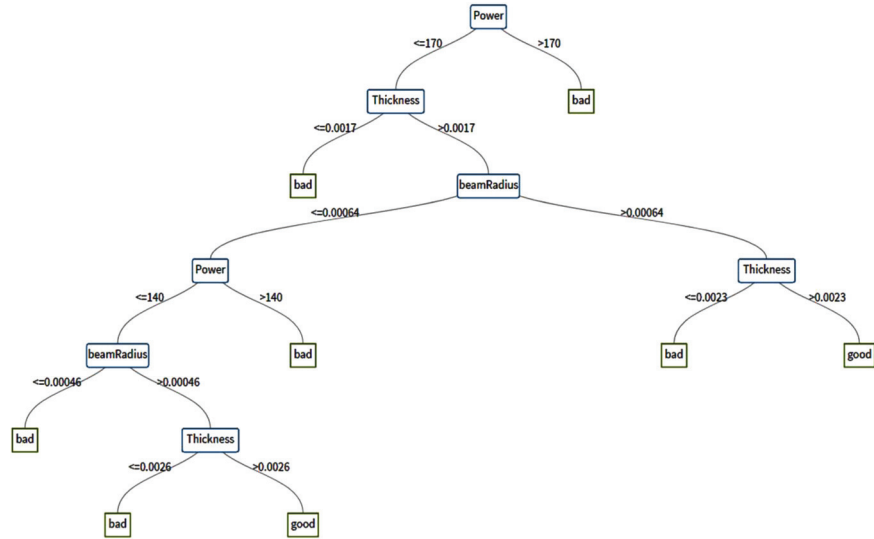 Power
<=170
>170
Thickness
bad
<=0.0017
>0.0017
bad
beamRadius
<=0.00064
>0.00064
Power
Thickness
<=140
>140
<=0.0023
>0.0023
beamRadius
bad
bad
good
<=0.00046
>0.00046
bad
Thickness
<=0.0026
>0.0026
bad
good